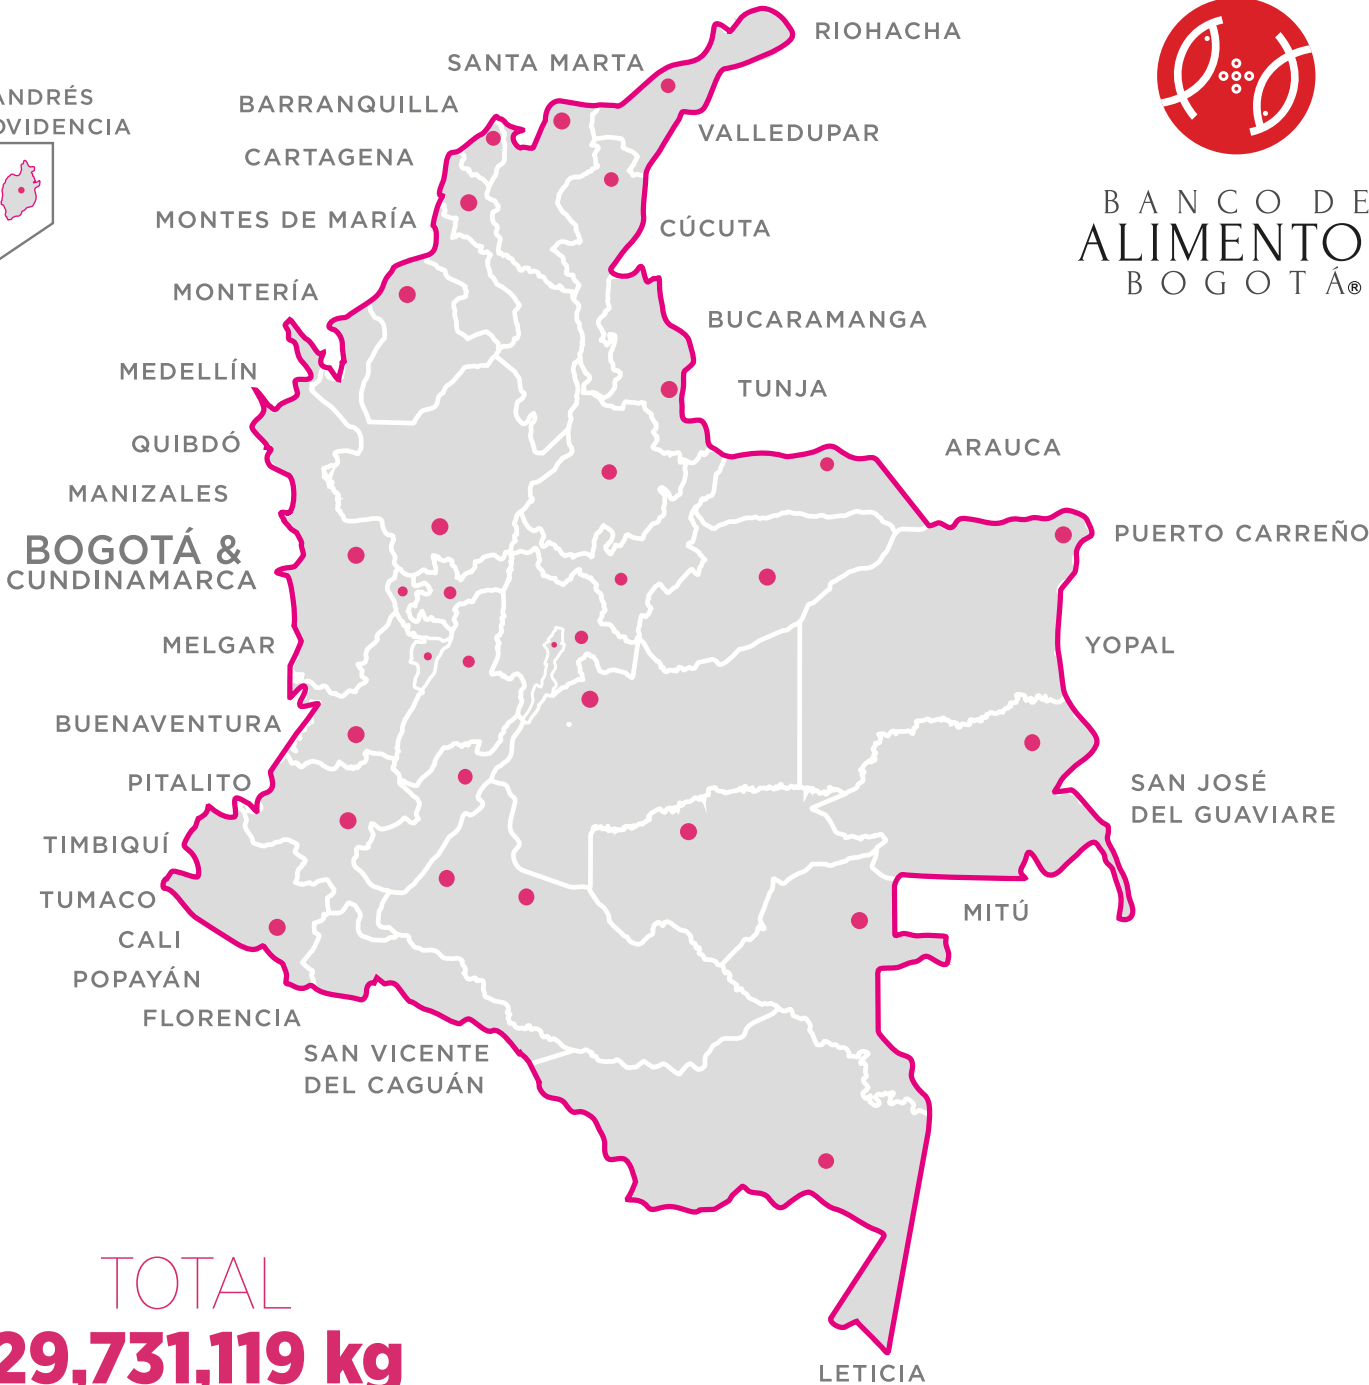 RIOHACHA
SANTA MARTA
ANDRÉS
OVIDENCIA
BARRANQUILLA
VALLEDUPAR
CARTAGENA
MONTES DE MARÍA
CÚCUTA
BANCO DE
ALIMENTO
BOGOTÁ®
MONTERÍA
BUCARAMANGA
MEDELLÍN
TUNJA
QUIBDÓ
ARAUCA
MANIZALES
PUERTO CARREÑO
BOGOTÁ &
CUNDINAMARCA
MELGAR
YOPAL
BUENAVENTURA
PITALITO
SAN JOSÉ
DEL GUAVIARE
TIMBIQUÍ
TUMACO
MITÚ
CALI
POPAYÁN
FLORENCIA
SAN VICENTE
DEL CAGUÁN
TOTAL
29,731,119 kg
LETICIA